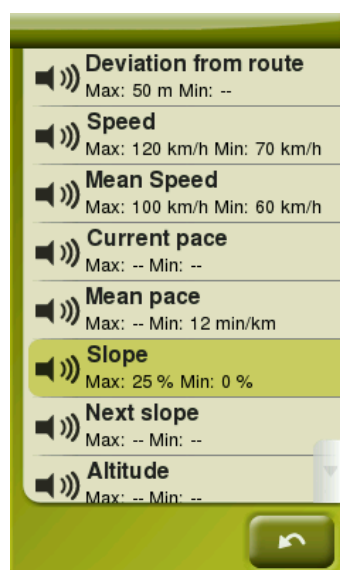 Deviation from route
Max: 50 m Min: --
Speed
Max: 120 km/h Min: 70 km/h
Mean Speed
Max: 100 km/h Min: 60 km/h
Current pace
Max: -- Min: --
Mean pace
Max: -- Min: 12 min/km
Slope
Max: 25 % Min: 0 %
Next slope
Max: -- Min: --
Altitude
Max: -- Min: --